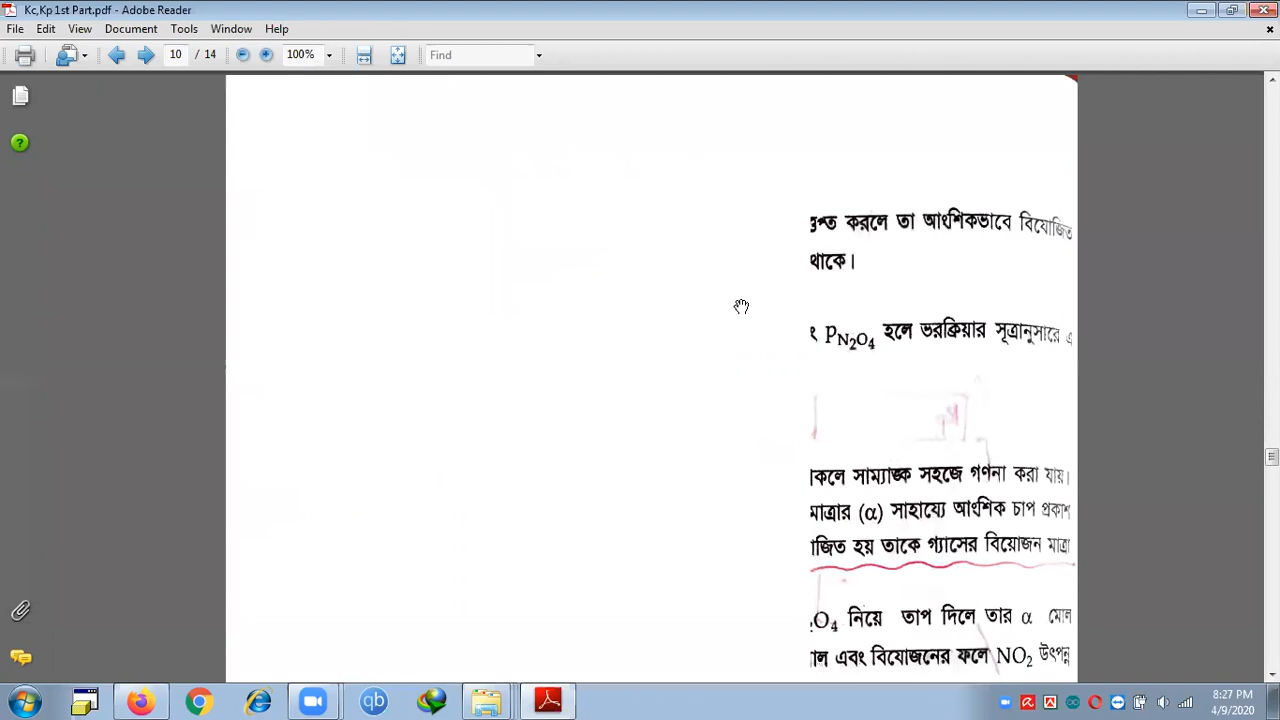 Kc,Kp 1st Part.pdf - Adobe Reader
File Edit View Document Tools Window Help
10 / 14 100% Find
করলে তা আংশিকভাবে বিযোজিত
থাকে।
p N₂O₄ হলে ভরক্রিয়ার সূত্রানুসারে এ
সাম্যাঙ্ক সহজে গণনা করা যায়।
মাত্রার (α) সাহায্যে আংশিক চাপ প্রকাশ
হয় তাকে গ্যাসের বিয়োজন মাত্রা
O₄ নিয়ে তাপ দিলে তার α মোল
এবং বিযোজনের ফলে NO₂ উৎপন্ন
8:27 PM
4/9/2020